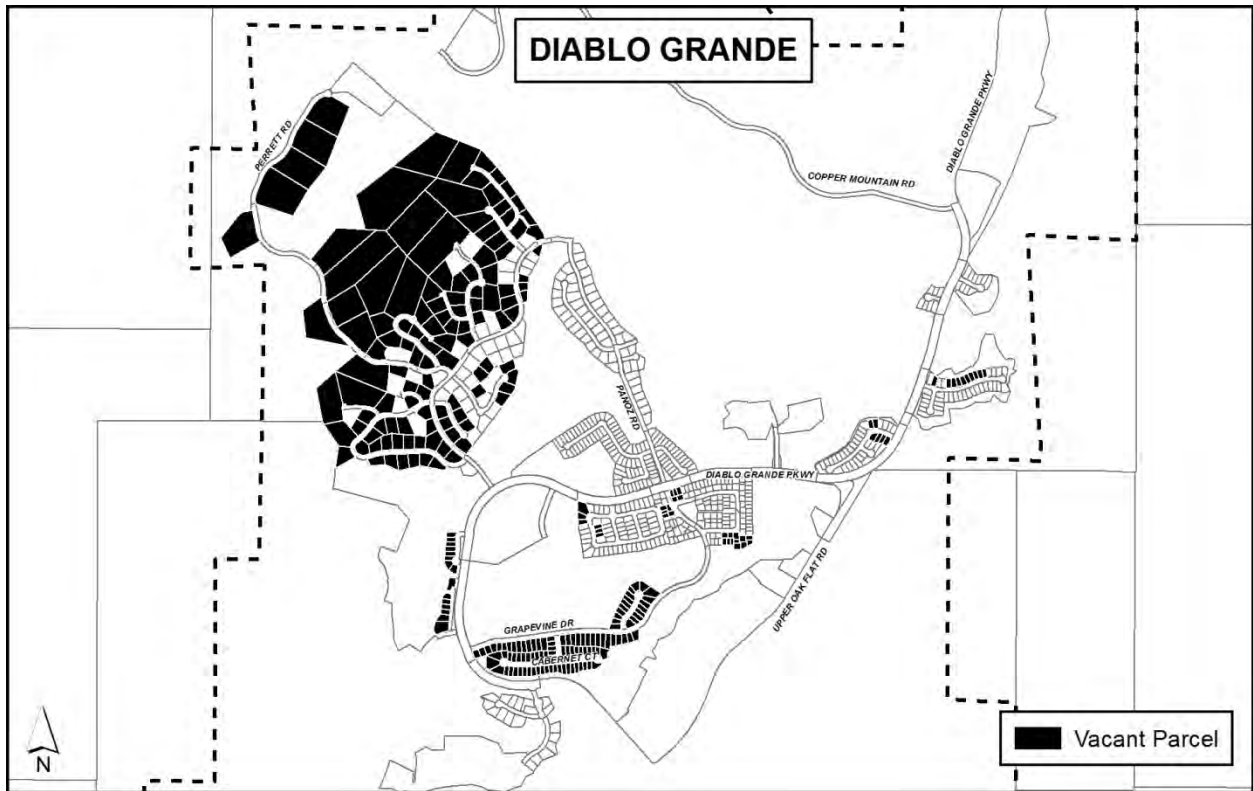 DIABLO GRANDE
PERRETT RD
DIABLO GRANDE PKWY
COPPER MOUNTAIN RD
PANOZ RD
DIABLO GRANDE PKWY
UPPER OAK FLAT RD
GRAPEVINE DR
CABERNET CT
Vacant Parcel
N